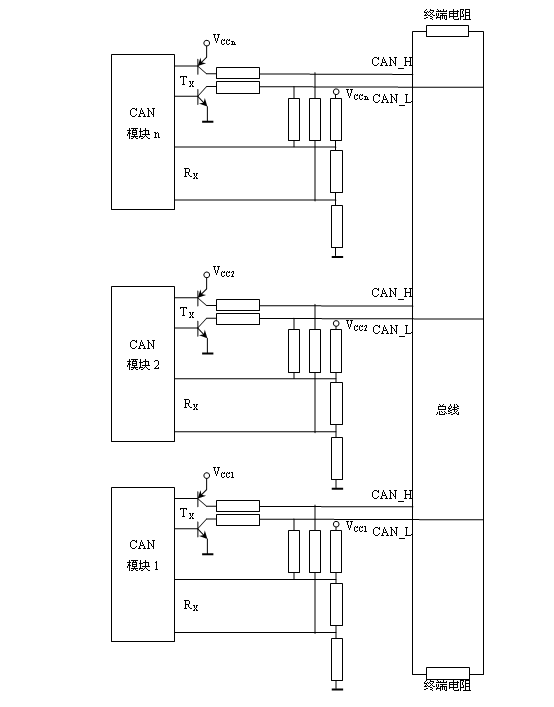 终端电阻
VCCn
CAN_H
TX
VCCn
CAN_L
CAN
模块 n
RX
VCC2
CAN_H
TX
VCC2
CAN_L
CAN
模块 2
RX
总线
VCC1
CAN_H
TX
VCC1
CAN_L
CAN
模块 1
RX
终端电阻